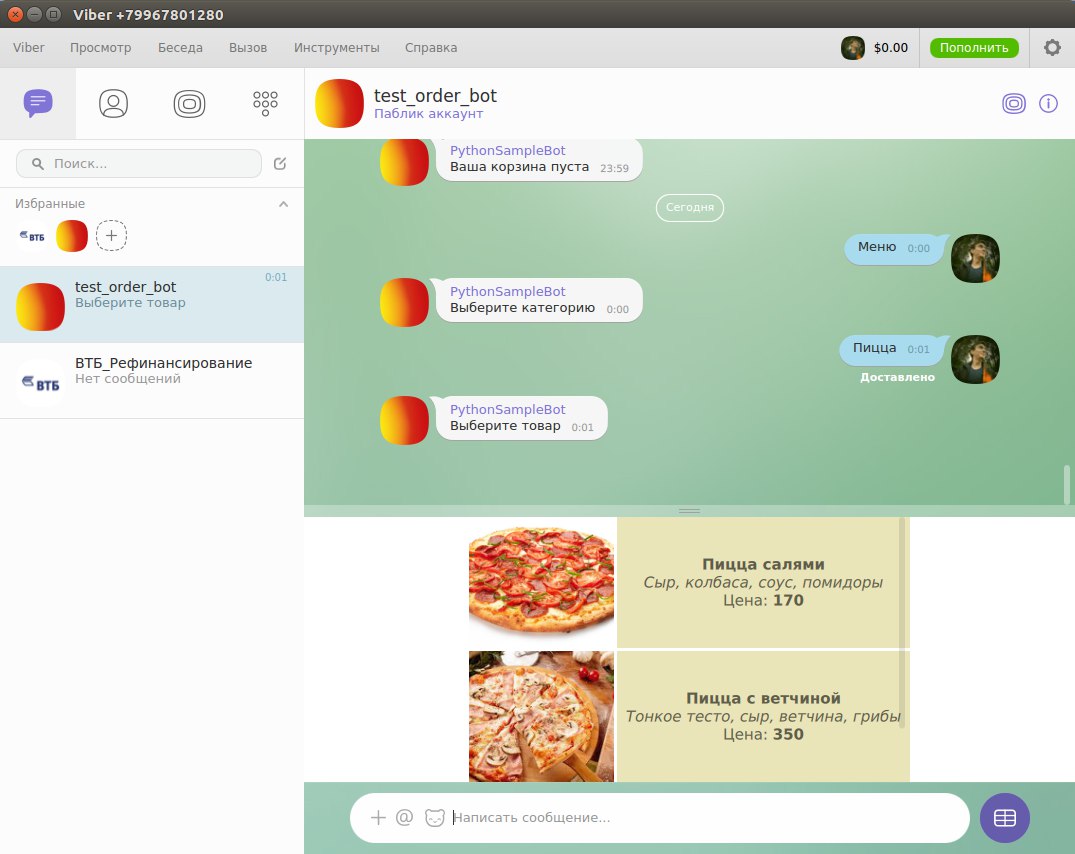 Viber +79967801280
Viber Просмотр Беседа Вызов Инструменты Справка $0.00 Пополнить
test_order_bot
Паблик аккаунт
Поиск...
Избранные
ВТБ
test_order_bot 0:01
Выберите товар
ВТБ
ВТБ_Рефинансирование
Нет сообщений
PythonSampleBot
Ваша корзина пуста 23:59
Сегодня
Меню 0:00
PythonSampleBot
Выберите категорию 0:00
Пицца 0:01
Доставлено
PythonSampleBot
Выберите товар 0:01
Пицца салями
Сыр, колбаса, соус, помидоры
Цена: 170
Пицца с ветчиной
Тонкое тесто, сыр, ветчина, грибы
Цена: 350
Написать сообщение...